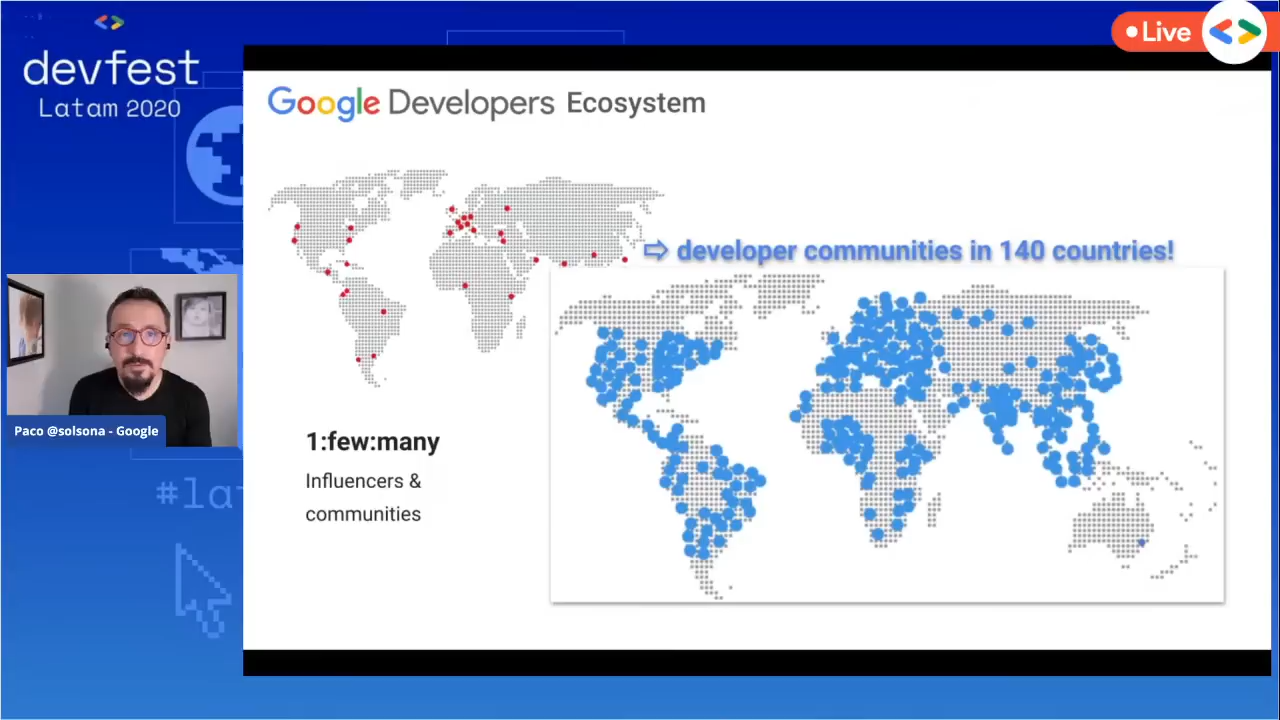 Live
devfest
Latam 2020
Google Developers Ecosystem
⇨ developer communities in 140 countries!
Paco @solsona - Google
1:few:many
Influencers &
communities
#la